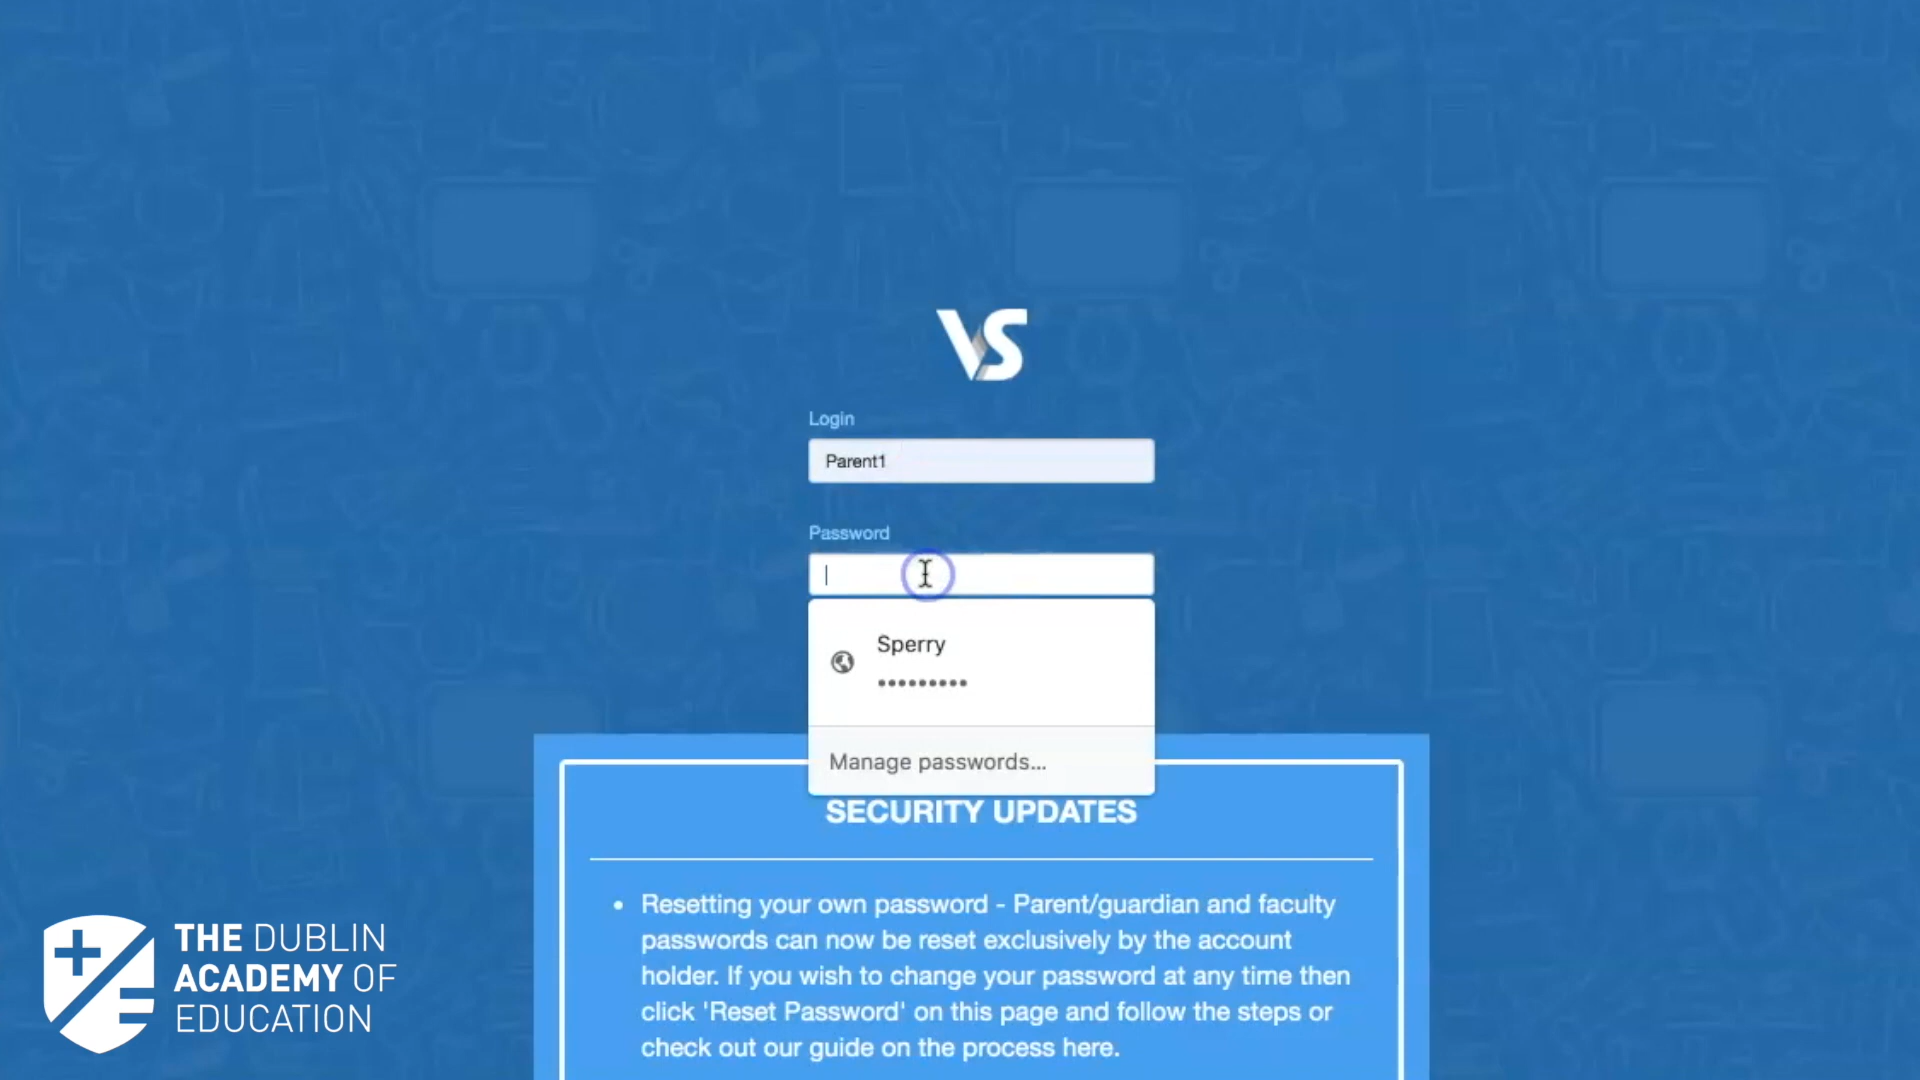 VS
Login
Parent1
Password
Sperry
•••••••••
Manage passwords...
SECURITY UPDATES
• Resetting your own password - Parent/guardian and faculty
passwords can now be reset exclusively by the account
holder. If you wish to change your password at any time then
click 'Reset Password' on this page and follow the steps or
check out our guide on the process here.
THE DUBLIN
ACADEMY OF
EDUCATION